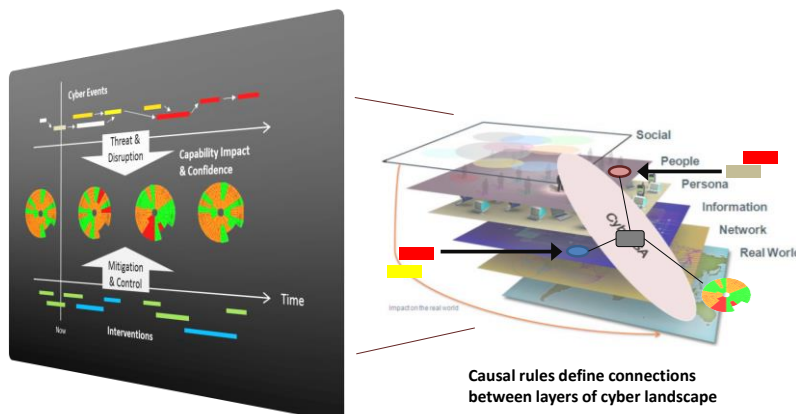 Cyber Events
Threat &
Disruption
Capability Impact
& Confidence
Mitigation
& Control
Time
Now
Interventions
Social
People
Persona
Information
Network
Real World
Impact on the real world
Causal rules define connections
between layers of cyber landscape